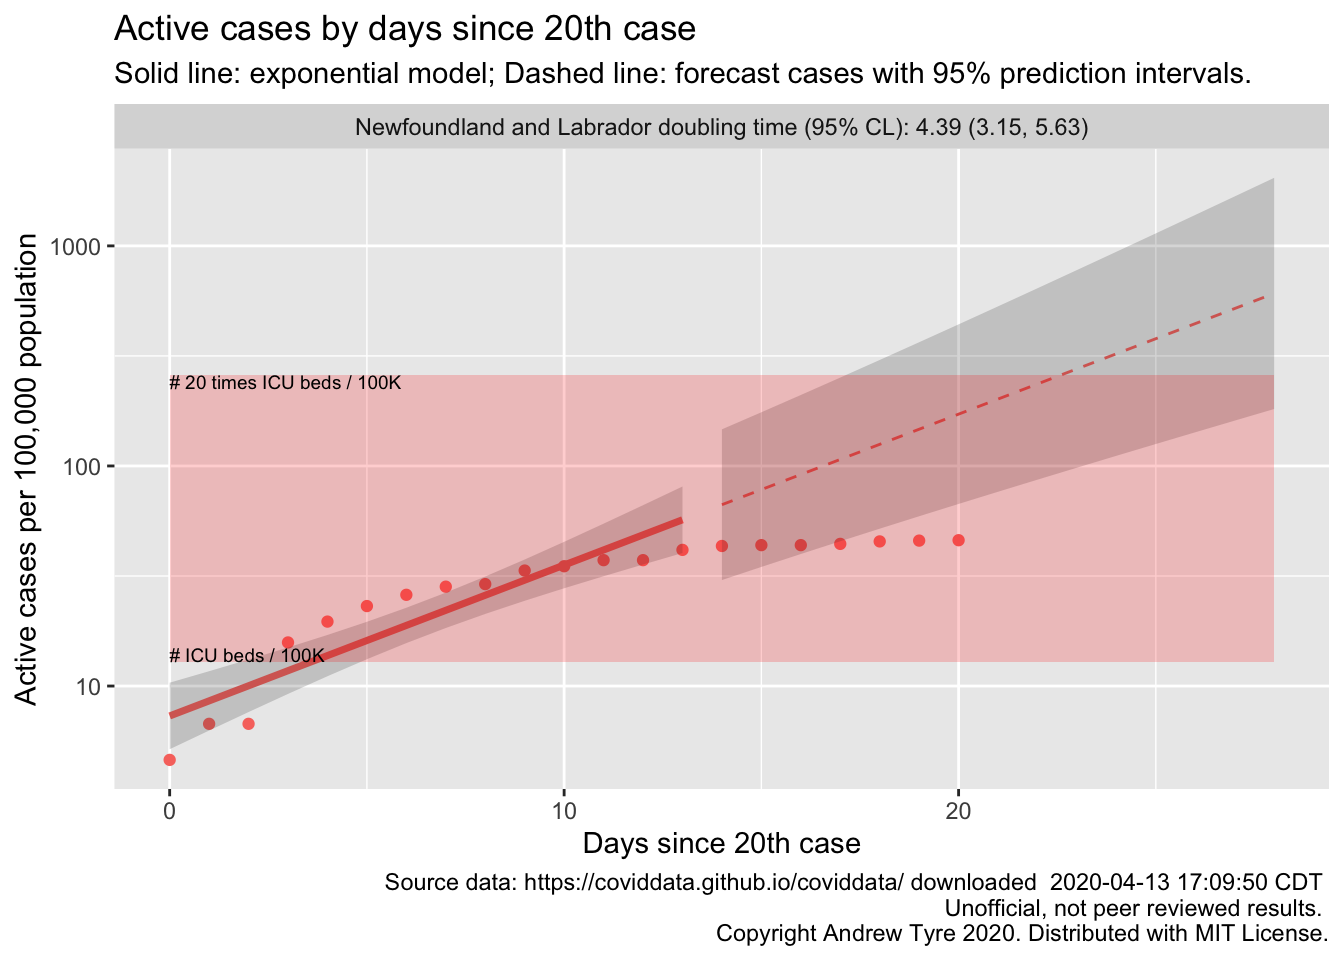 Active cases by days since 20th case
Solid line: exponential model; Dashed line: forecast cases with 95% prediction intervals.
Newfoundland and Labrador doubling time (95% CL): 4.39 (3.15, 5.63)
Active cases per 100,000 population
1000
100
10
# 20 times ICU beds / 100K
# ICU beds / 100K
0
10
20
Days since 20th case
Source data: https://coviddata.github.io/coviddata/ downloaded  2020-04-13 17:09:50 CDT
Unofficial, not peer reviewed results.
Copyright Andrew Tyre 2020. Distributed with MIT License.